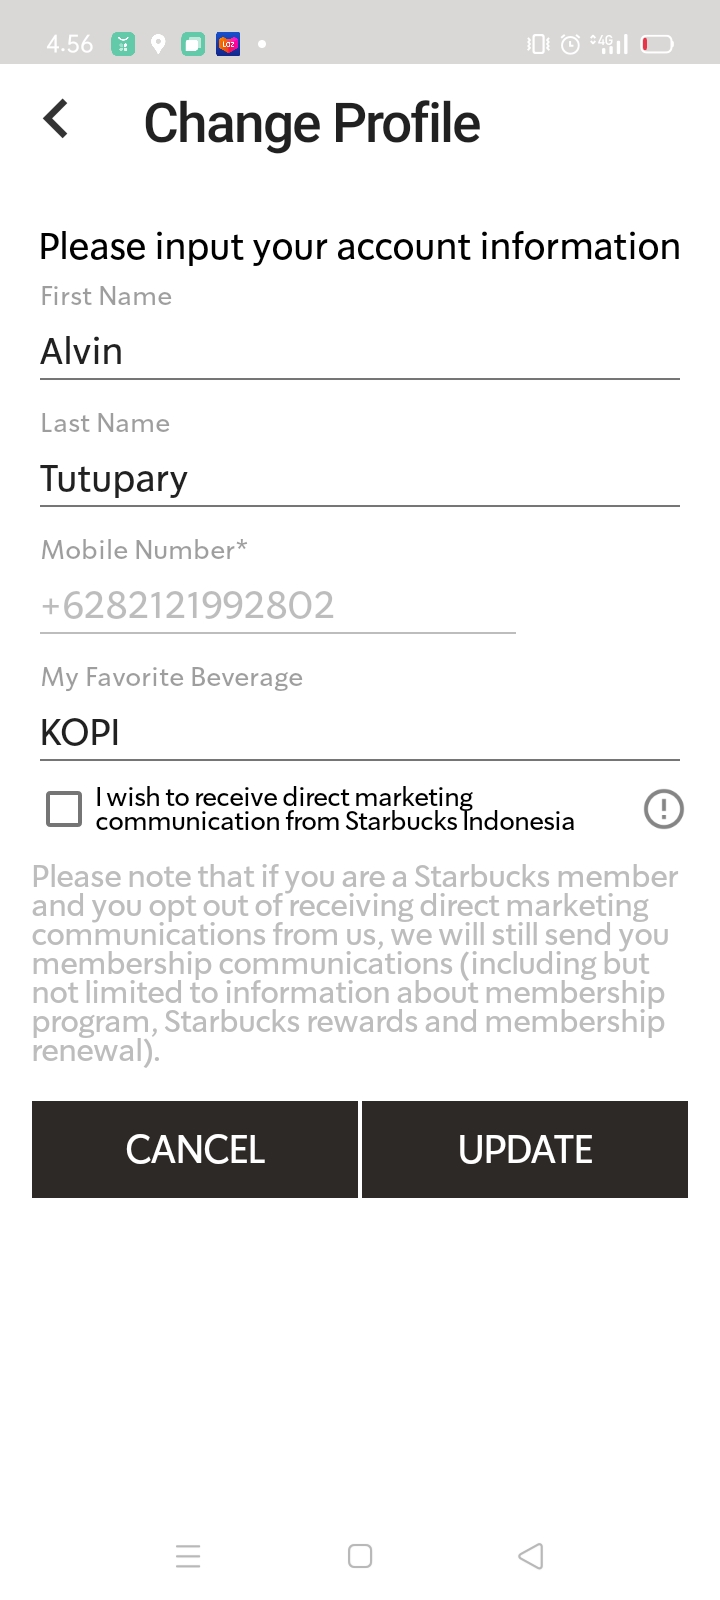 4.56
Laz
4G
Change Profile
Please input your account information
First Name
Alvin
Last Name
Tutupary
Mobile Number*
+6282121992802
My Favorite Beverage
KOPI
I wish to receive direct marketing
communication from Starbucks Indonesia
Please note that if you are a Starbucks member
and you opt out of receiving direct marketing
communications from us, we will still send you
membership communications (including but
not limited to information about membership
program, Starbucks rewards and membership
renewal).
CANCEL
UPDATE